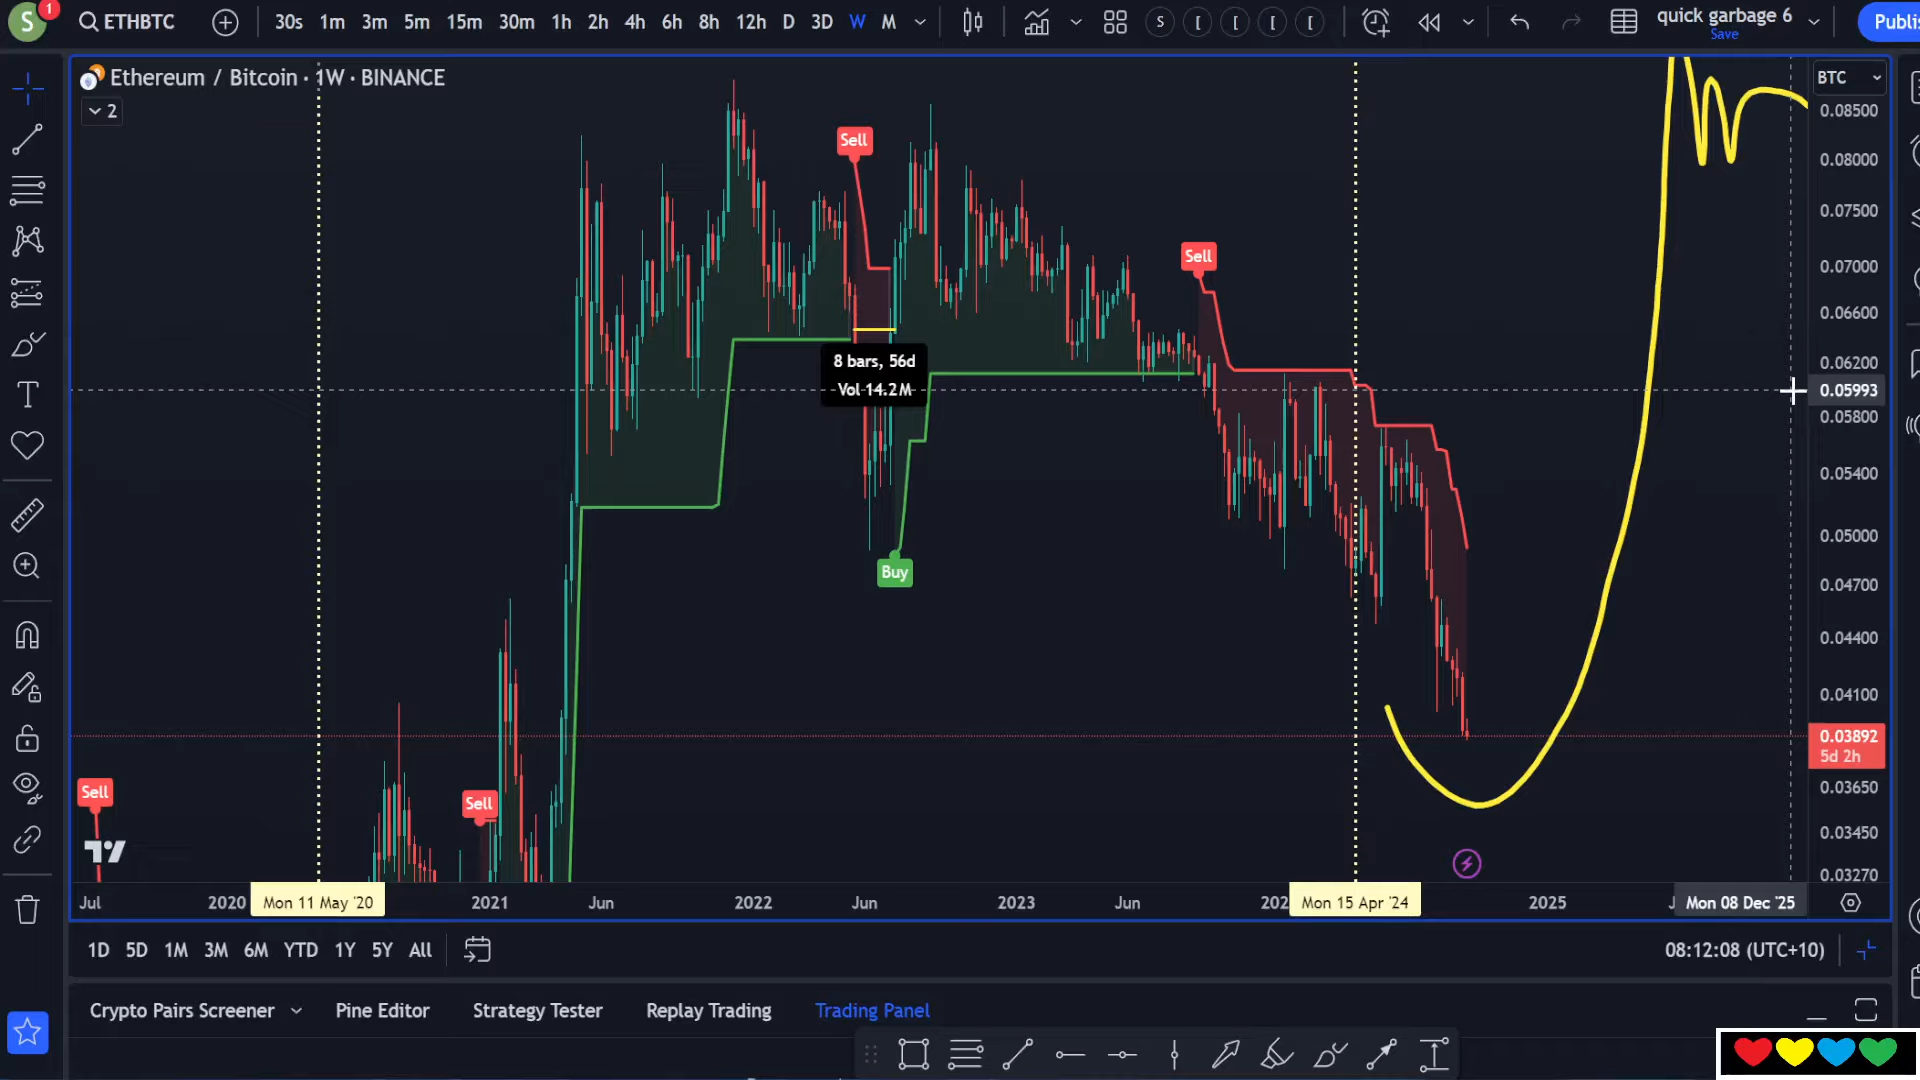 S 1 ETHBTC 30s 1m 3m 5m 15m 30m 1h 2h 4h 6h 8h 12h D 3D W M S [ [ [ [ quick garbage 6 Publi
Save
Ethereum / Bitcoin · 1W · BINANCE
BTC
2
0.08500
0.08000
0.07500
0.07000
0.06600
0.06200
0.05993
0.05800
0.05400
0.05000
0.04700
0.04400
0.04100
0.03892
5d 2h
0.03650
0.03450
0.03270
Sell
Sell
8 bars, 56d
Vol 14.2M
Buy
Sell
Sell
Jul 2020 Mon 11 May '20 2021 Jun 2022 Jun 2023 Jun 202 Mon 15 Apr '24 2025 J Mon 08 Dec '25
1D 5D 1M 3M 6M YTD 1Y 5Y All 08:12:08 (UTC+10)
Crypto Pairs Screener Pine Editor Strategy Tester Replay Trading Trading Panel